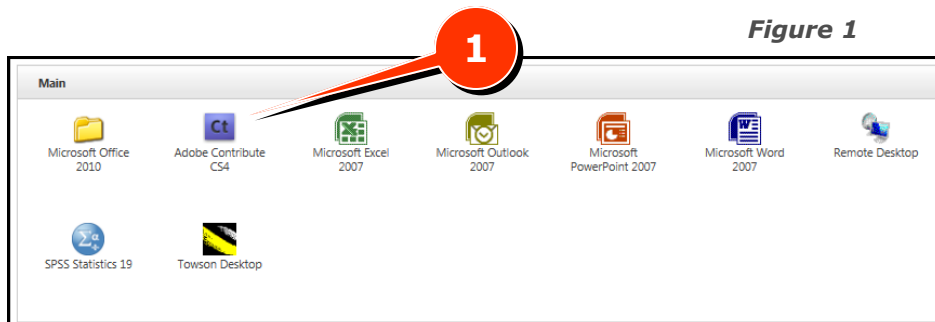 Figure 1
1
Main
Ct
Microsoft Office
2010
Adobe Contribute
CS4
Microsoft Excel
2007
Microsoft Outlook
2007
Microsoft
PowerPoint 2007
W
Microsoft Word
2007
Remote Desktop
Σα
+
SPSS Statistics 19
Towson Desktop